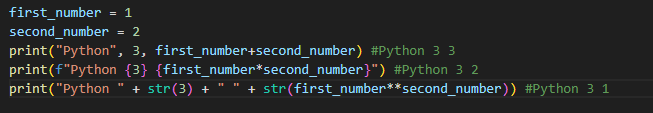 first_number = 1
second_number = 2
print("Python", 3, first_number+second_number) #Python 3 3
print(f"Python {3} {first_number*second_number}") #Python 3 2
print("Python " + str(3) + " " + str(first_number**second_number)) #Python 3 1